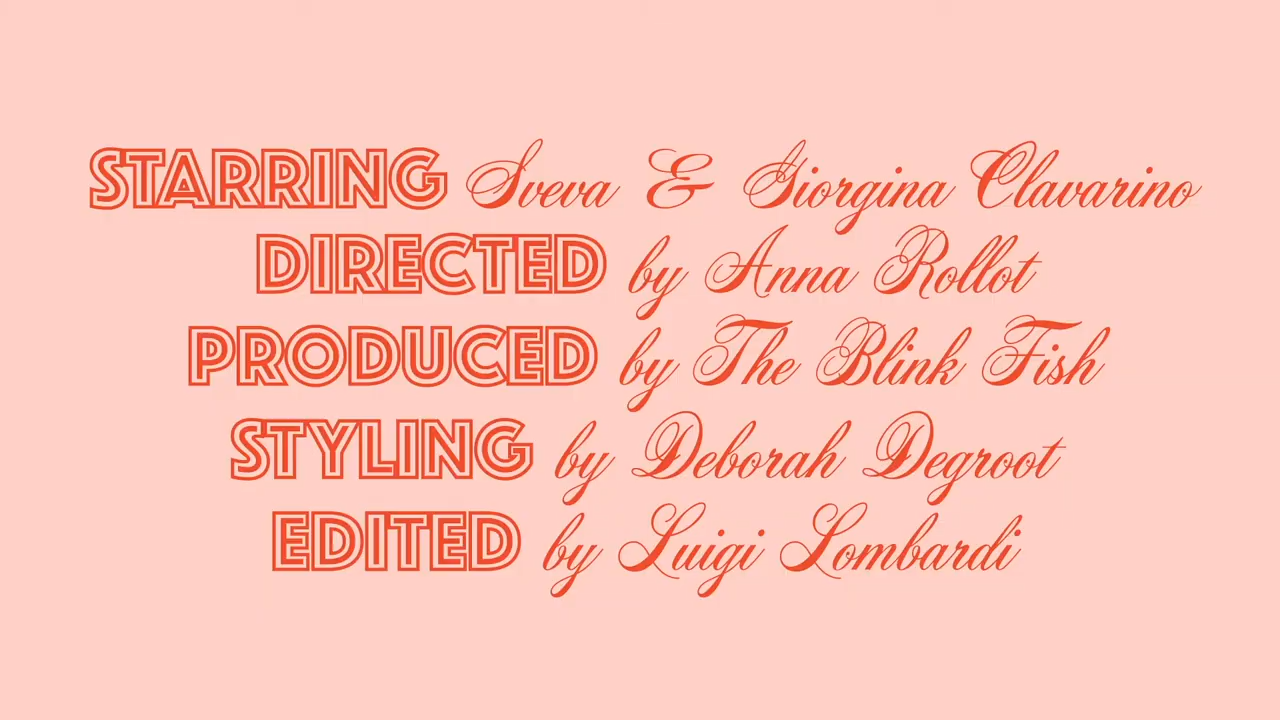 STARRING Sveva & Giorgina Clavarino
DIRECTED by Anna Rollot
PRODUCED by The Blink Fish
STYLING by Deborah Degroot
EDITED by Luigi Lombardi